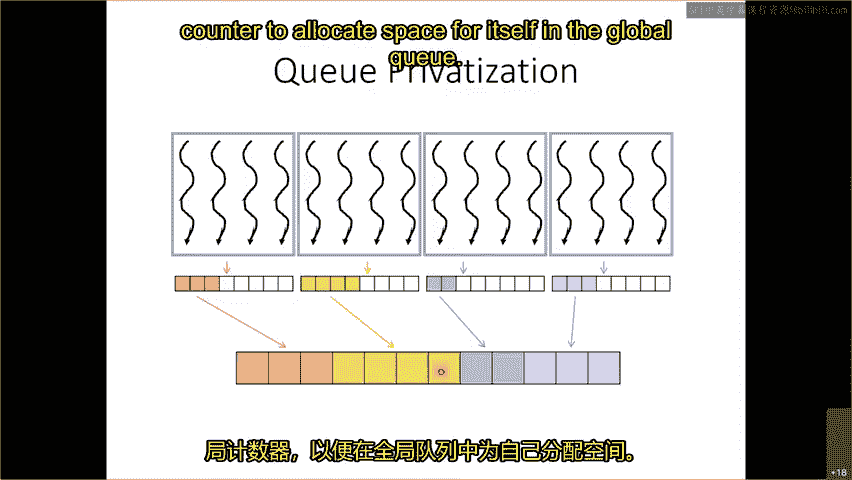 counter to allocate space for itself in the global
queue.
Queue Privatization
局计数器，以便在全局队列中为自己分配空间。
+18